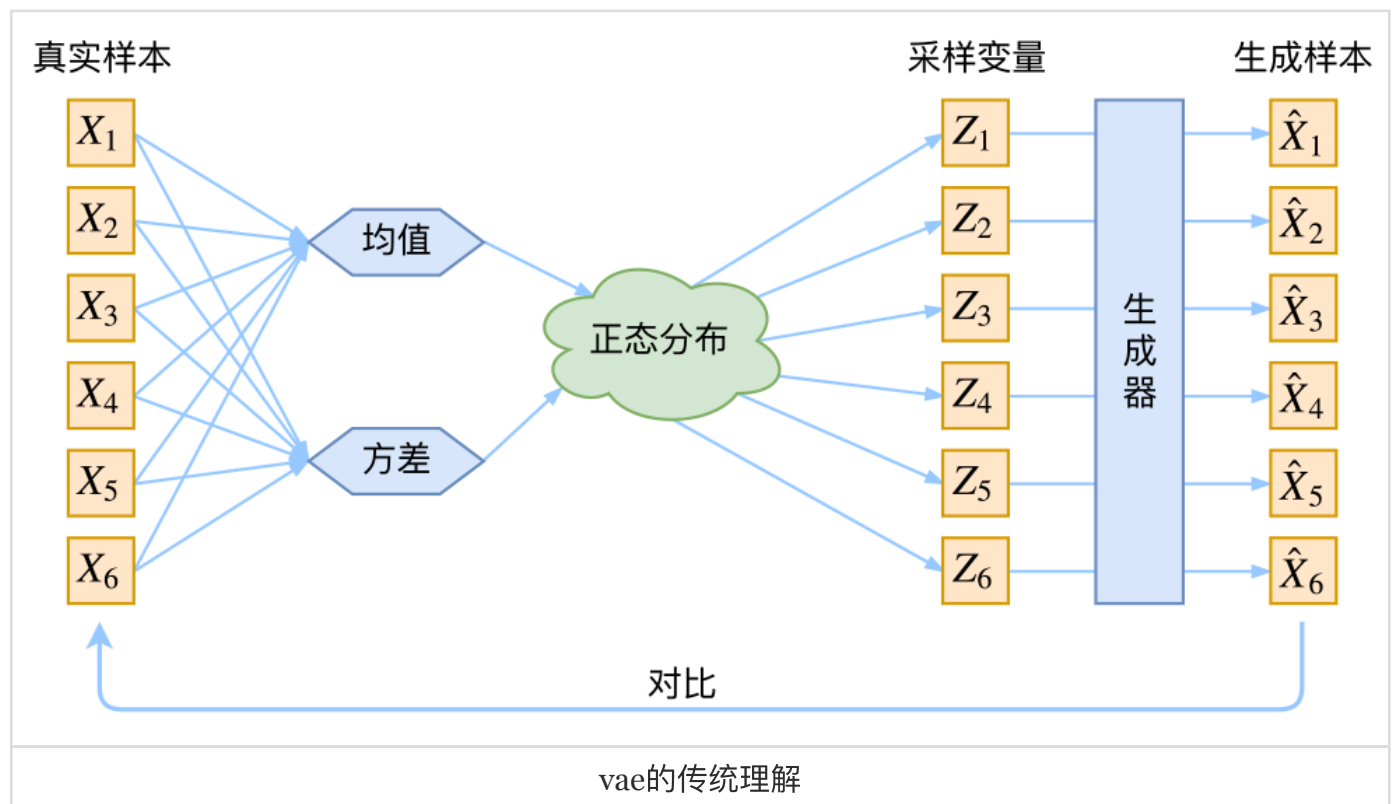 真实样本
采样变量
生成样本
X₁
Z₁
X̂₁
X₂
Z₂
X̂₂
均值
X₃
Z₃
X̂₃
正态分布
生成器
X₄
Z₄
X̂₄
方差
X₅
Z₅
X̂₅
X₆
Z₆
X̂₆
对比
vae的传统理解